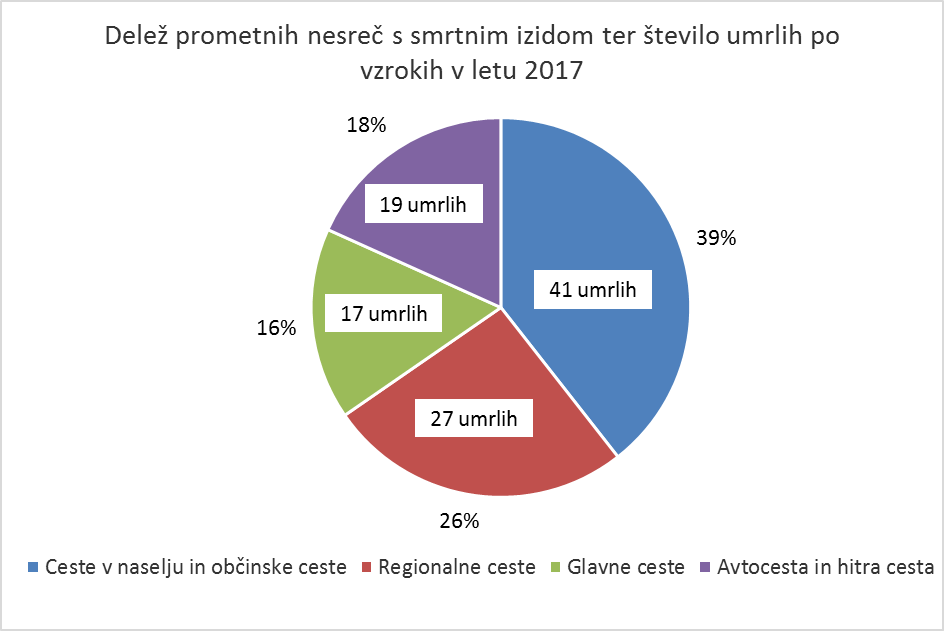 Delež prometnih nesreč s smrtnim izidom ter število umrlih po
vzrokih v letu 2017
18%
19 umrlih
39%
41 umrlih
17 umrlih
16%
27 umrlih
26%
Ceste v naselju in občinske ceste Regionalne ceste Glavne ceste Avtocesta in hitra cesta